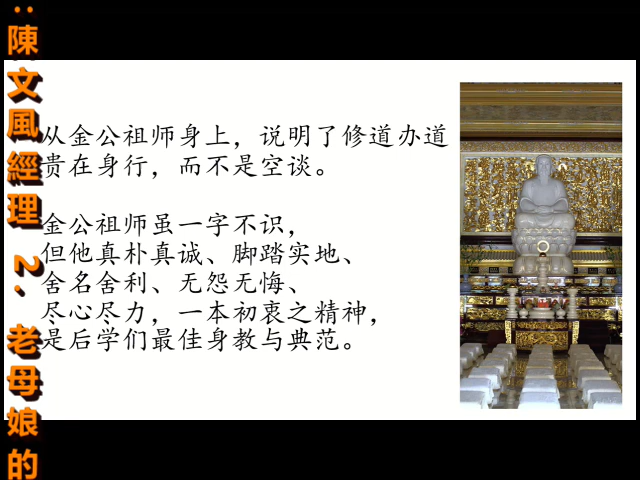 ：陳文風經理 2. 老母娘的
从金公祖师身上，说明了修道办道
贵在身行，而不是空谈。
金公祖师虽一字不识，
但他真朴真诚、脚踏实地、
舍名舍利、无怨无悔、
尽心尽力，一本初衷之精神，
是后学们最佳身教与典范。